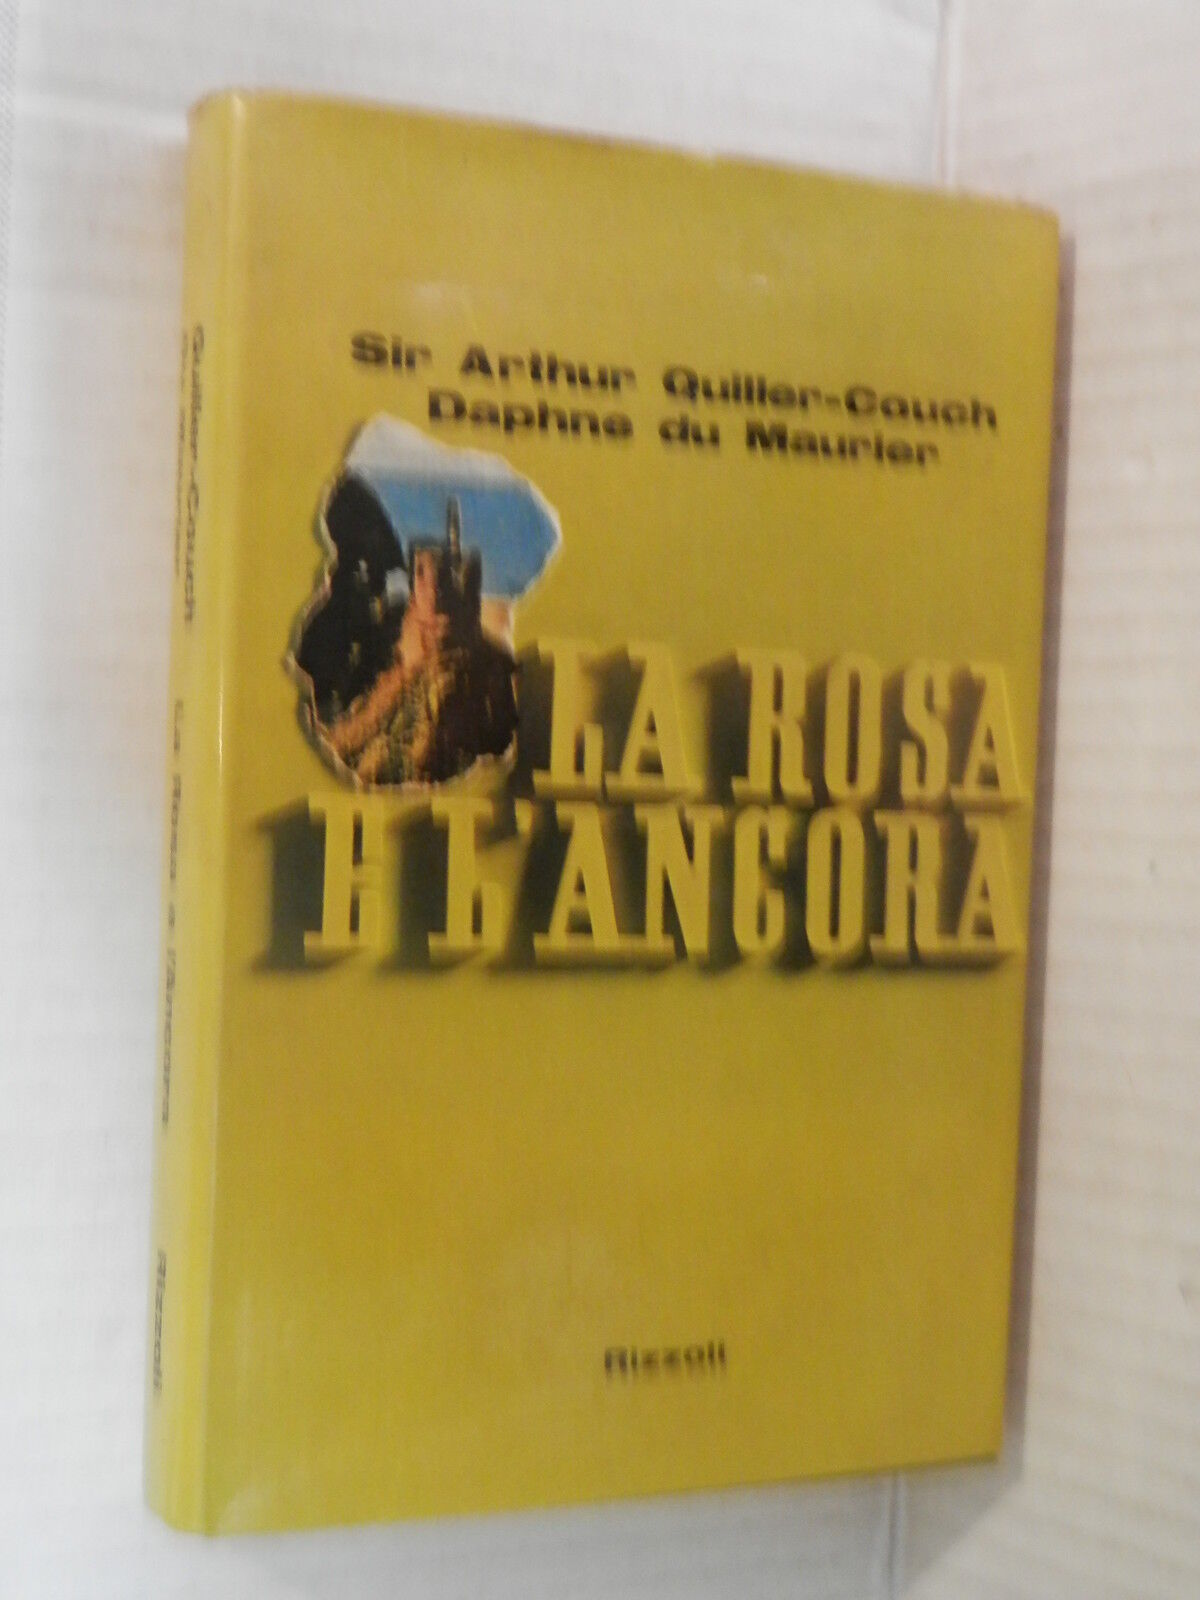 Sir Arthur Quiller-Couch
Daphne du Maurier
LA ROSA
E L'ANCORA
Rizzoli
Quiller-Couch
La Rosa e l'Ancora
Rizzoli